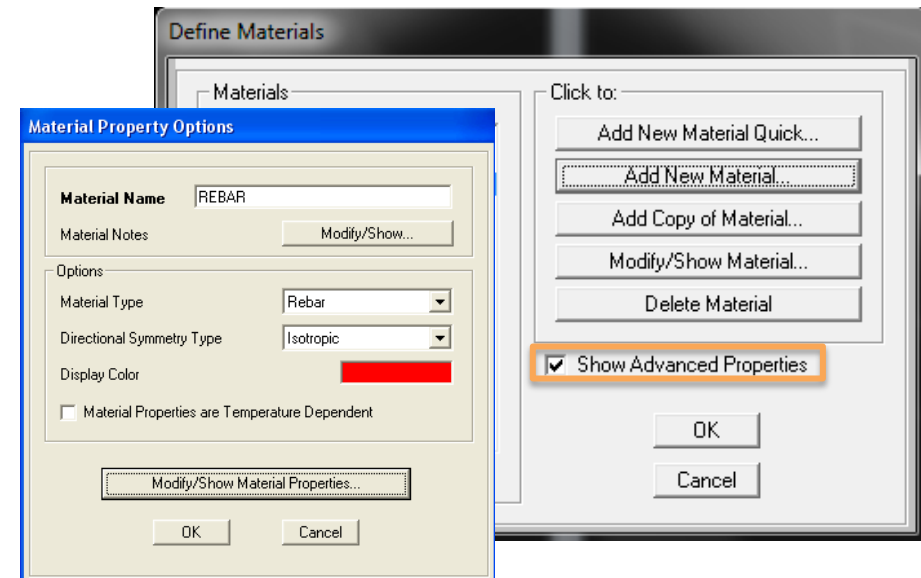 Define Materials
Materials
Click to:
Add New Material Quick...
Add New Material...
Add Copy of Material...
Modify/Show Material...
Delete Material
Show Advanced Properties
OK
Cancel
Material Property Options
Material Name REBAR
Material Notes Modify/Show...
Options
Material Type Rebar
Directional Symmetry Type Isotropic
Display Color
Material Properties are Temperature Dependent
Modify/Show Material Properties...
OK Cancel